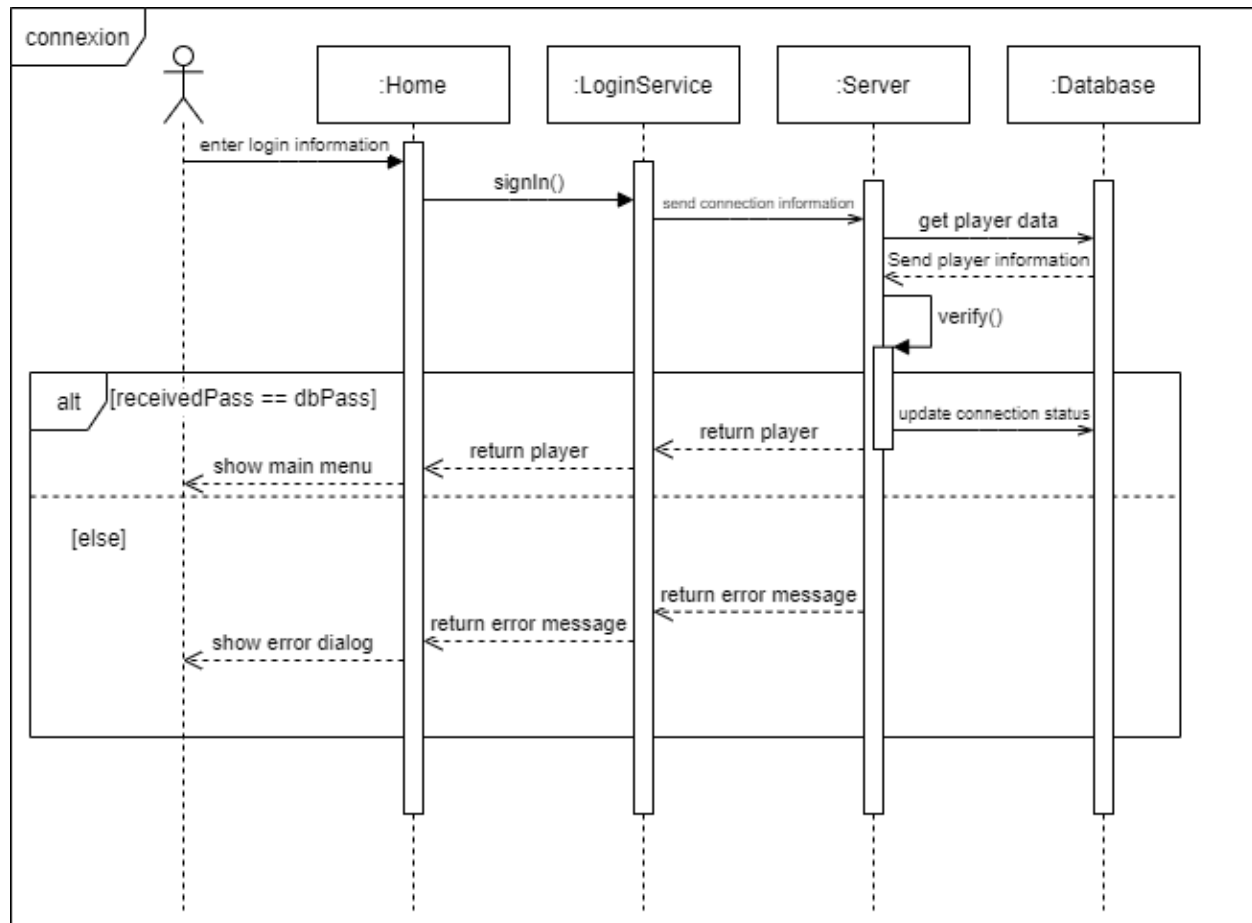 connexion
:Home
:LoginService
:Server
:Database
enter login information
signIn()
send connection information
get player data
Send player information
verify()
alt
[receivedPass == dbPass]
update connection status
return player
return player
show main menu
[else]
return error message
return error message
show error dialog